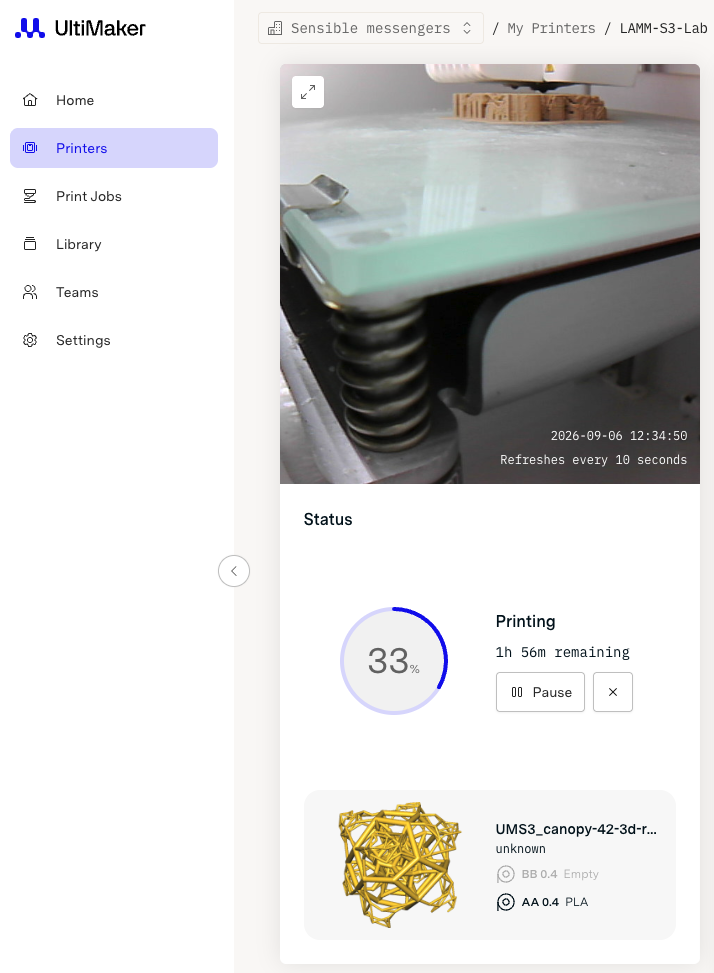 UltiMaker
Sensible messengers / My Printers / LAMM-S3-Lab
Home
Printers
Print Jobs
Library
Teams
Settings
2026-09-06 12:34:50
Refreshes every 10 seconds
Status
33%
Printing
1h 56m remaining
Pause
UMS3_canopy-42-3d-r...
unknown
BB 0.4 Empty
AA 0.4 PLA